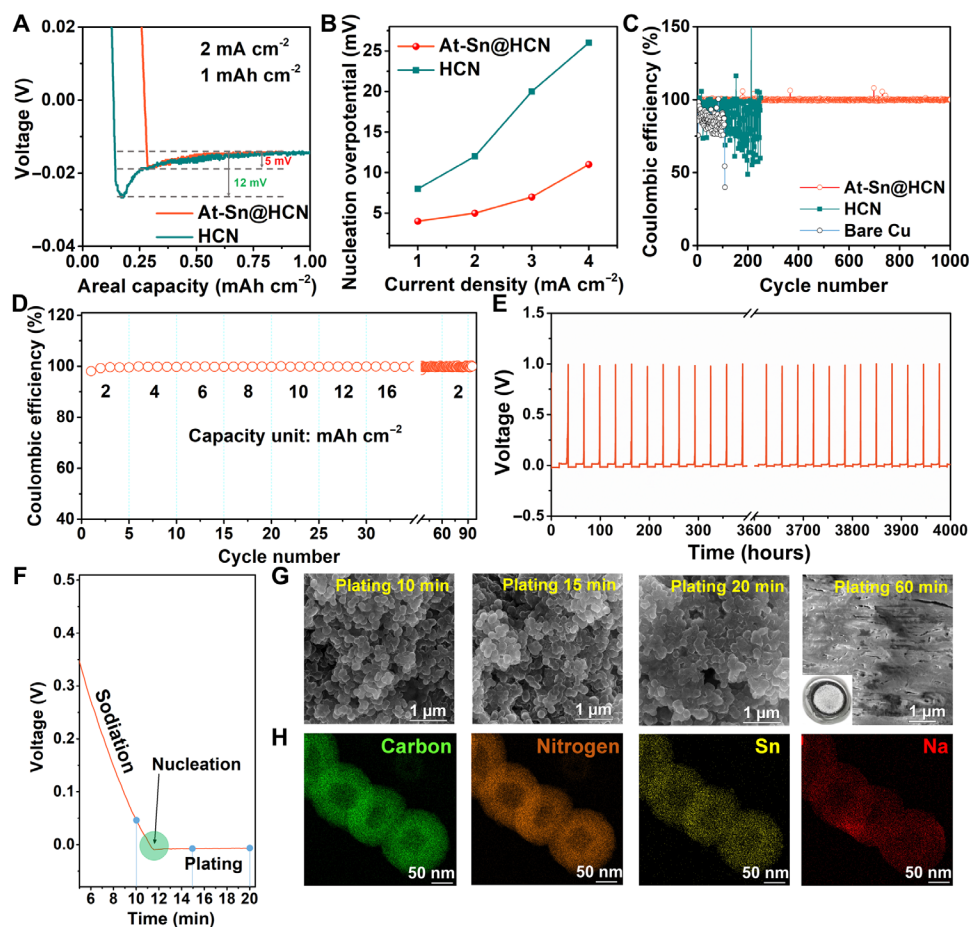 A
0.02
0.00
−0.02
−0.04
Voltage (V)
2 mA cm⁻²
1 mAh cm⁻²
5 mV
12 mV
At-Sn@HCN
HCN
0.00 0.25 0.50 0.75 1.00
Areal capacity (mAh cm⁻²)
B
25
20
15
10
5
Nucleation overpotential (mV)
At-Sn@HCN
HCN
1 2 3 4
Current density (mA cm⁻²)
C
150
100
50
0
Coulombic efficiency (%)
At-Sn@HCN
HCN
Bare Cu
0 200 400 600 800 1000
Cycle number
D
120
100
80
60
40
Coulombic efficiency (%)
2 4 6 8 10 12 16 2
Capacity unit: mAh cm⁻²
0 5 10 15 20 25 30 60 90
Cycle number
E
1.5
1.0
0.5
0.0
−0.5
Voltage (V)
0 100 200 300 3600 3700 3800 3900 4000
Time (hours)
F
0.5
0.4
0.3
0.2
0.1
0.0
Voltage (V)
Sodiation
Nucleation
Plating
6 8 10 12 14 16 18 20
Time (min)
G
Plating 10 min
1 µm
Plating 15 min
1 µm
Plating 20 min
1 µm
Plating 60 min
1 µm
H
Carbon
50 nm
Nitrogen
50 nm
Sn
50 nm
Na
50 nm